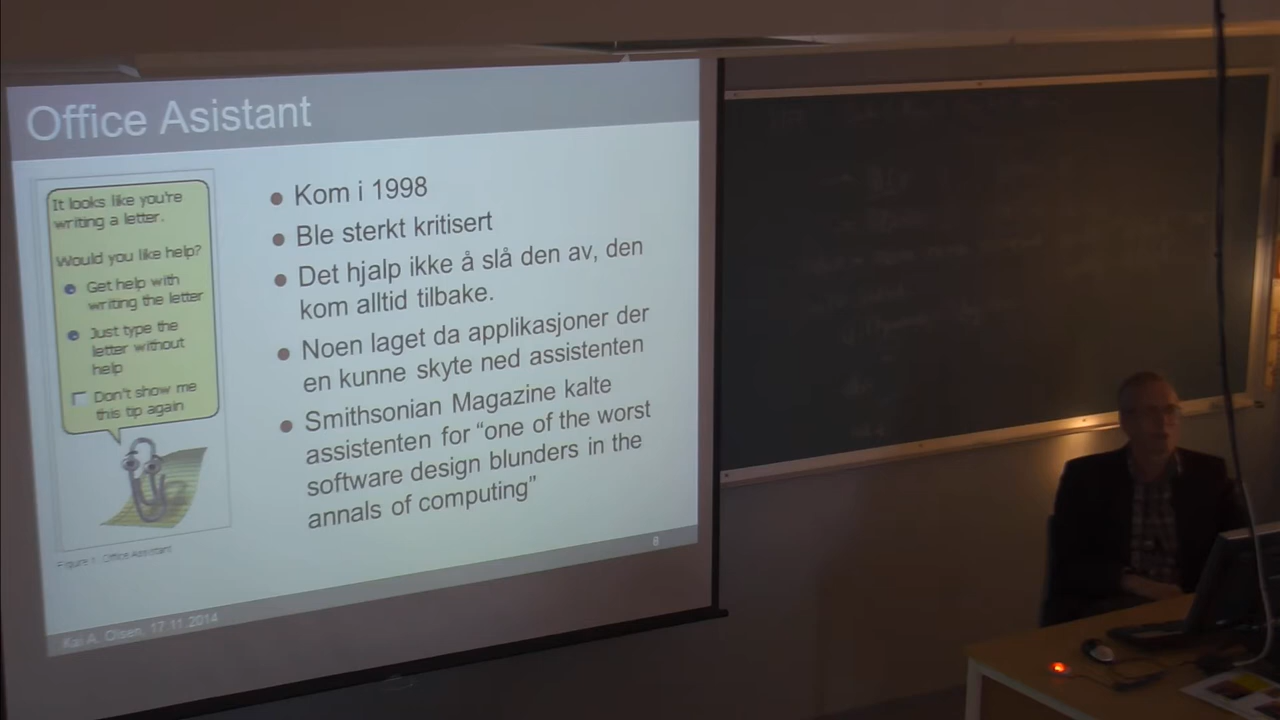 Office Asistant
It looks like you're
writing a letter.
Would you like help?
Get help with
writing the letter
Just type the
letter without
help
Don't show me
this tip again
Figure 1. Office Assistant
Kom i 1998
Ble sterkt kritisert
Det hjalp ikke å slå den av, den
kom alltid tilbake.
Noen laget da applikasjoner der
en kunne skyte ned assistenten
Smithsonian Magazine kalte
assistenten for “one of the worst
software design blunders in the
annals of computing”
8
Kai A. Olsen, 17.11.2014